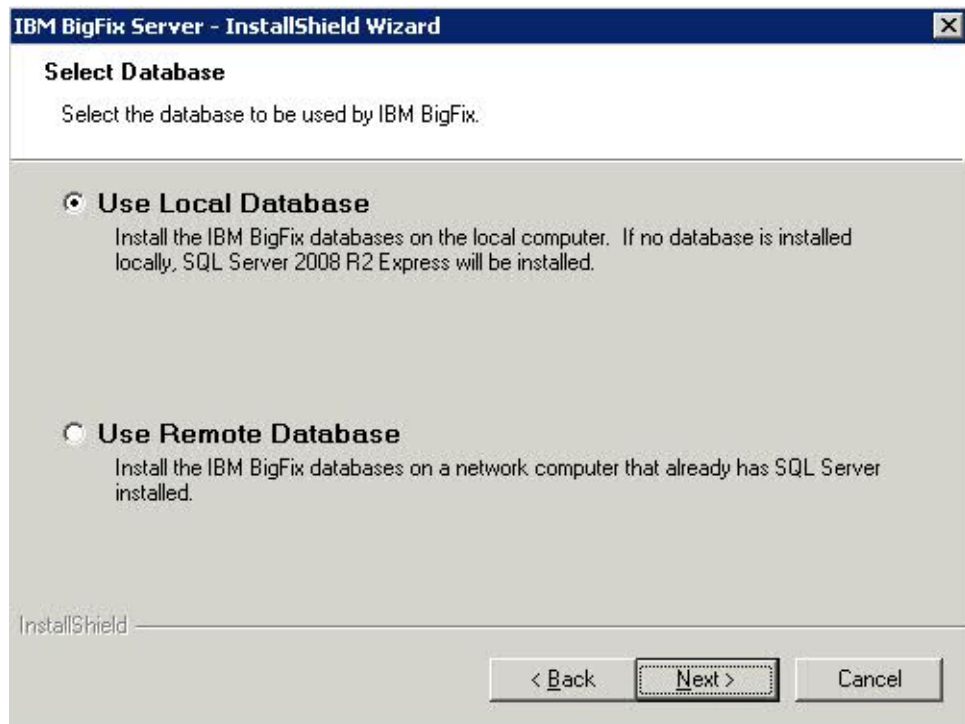 IBM BigFix Server - InstallShield Wizard
Select Database
Select the database to be used by IBM BigFix.
Use Local Database
Install the IBM BigFix databases on the local computer. If no database is installed
locally, SQL Server 2008 R2 Express will be installed.
Use Remote Database
Install the IBM BigFix databases on a network computer that already has SQL Server
installed.
InstallShield
< Back
Next >
Cancel